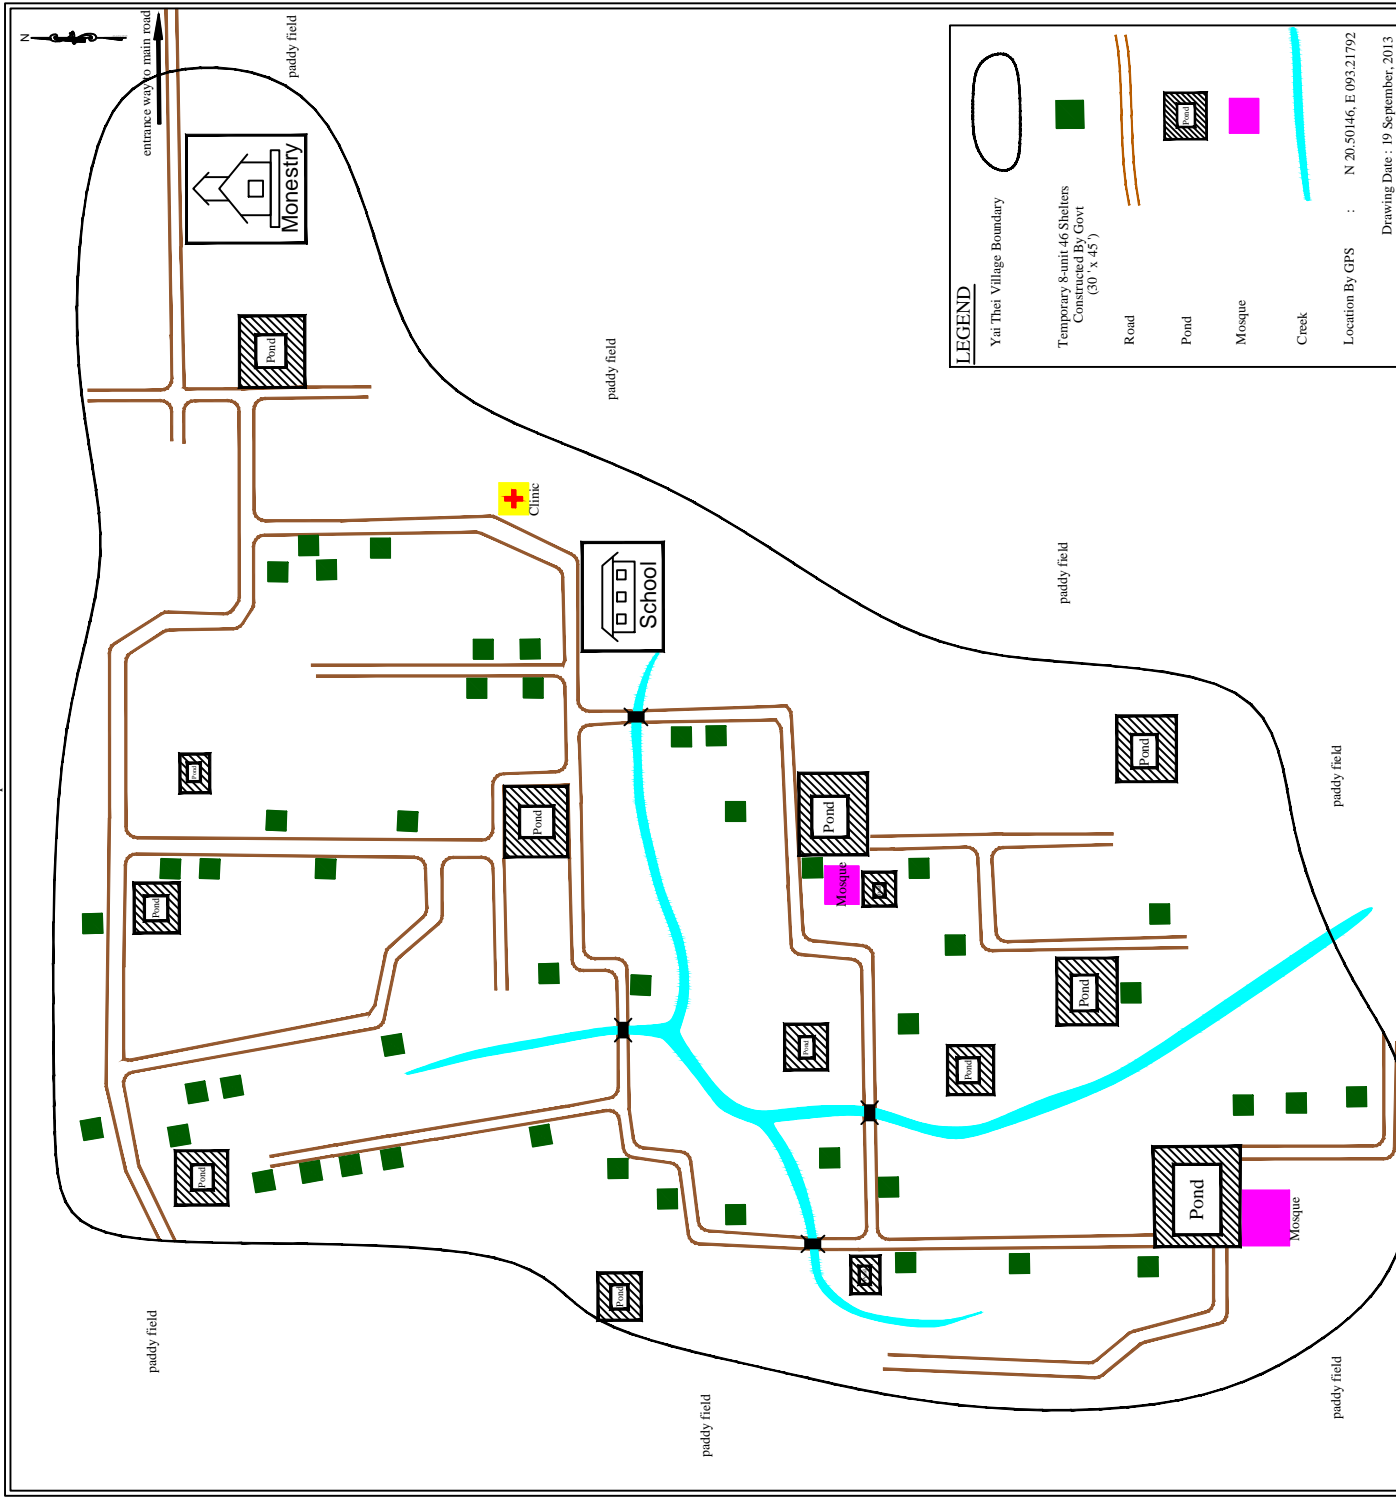 N
entrance way to main road
paddy field
Monestry
Pond
paddy field
Clinic
School
paddy field
Pond
Pond
Pond
Pond
Pond
Mosque
paddy field
Pond
Pond
Pond
Pond
Pond
Mosque
Pond
paddy field
paddy field
paddy field
LEGEND
Yai Thei Village Boundary
Temporary 8-unit 46 Shelters
Constructed By Govt
(30 ' x 45 ')
Road
Pond
Pond
Mosque
Creek
Location By GPS : N 20.50146, E 093.21792
Drawing Date : 19 September, 2013